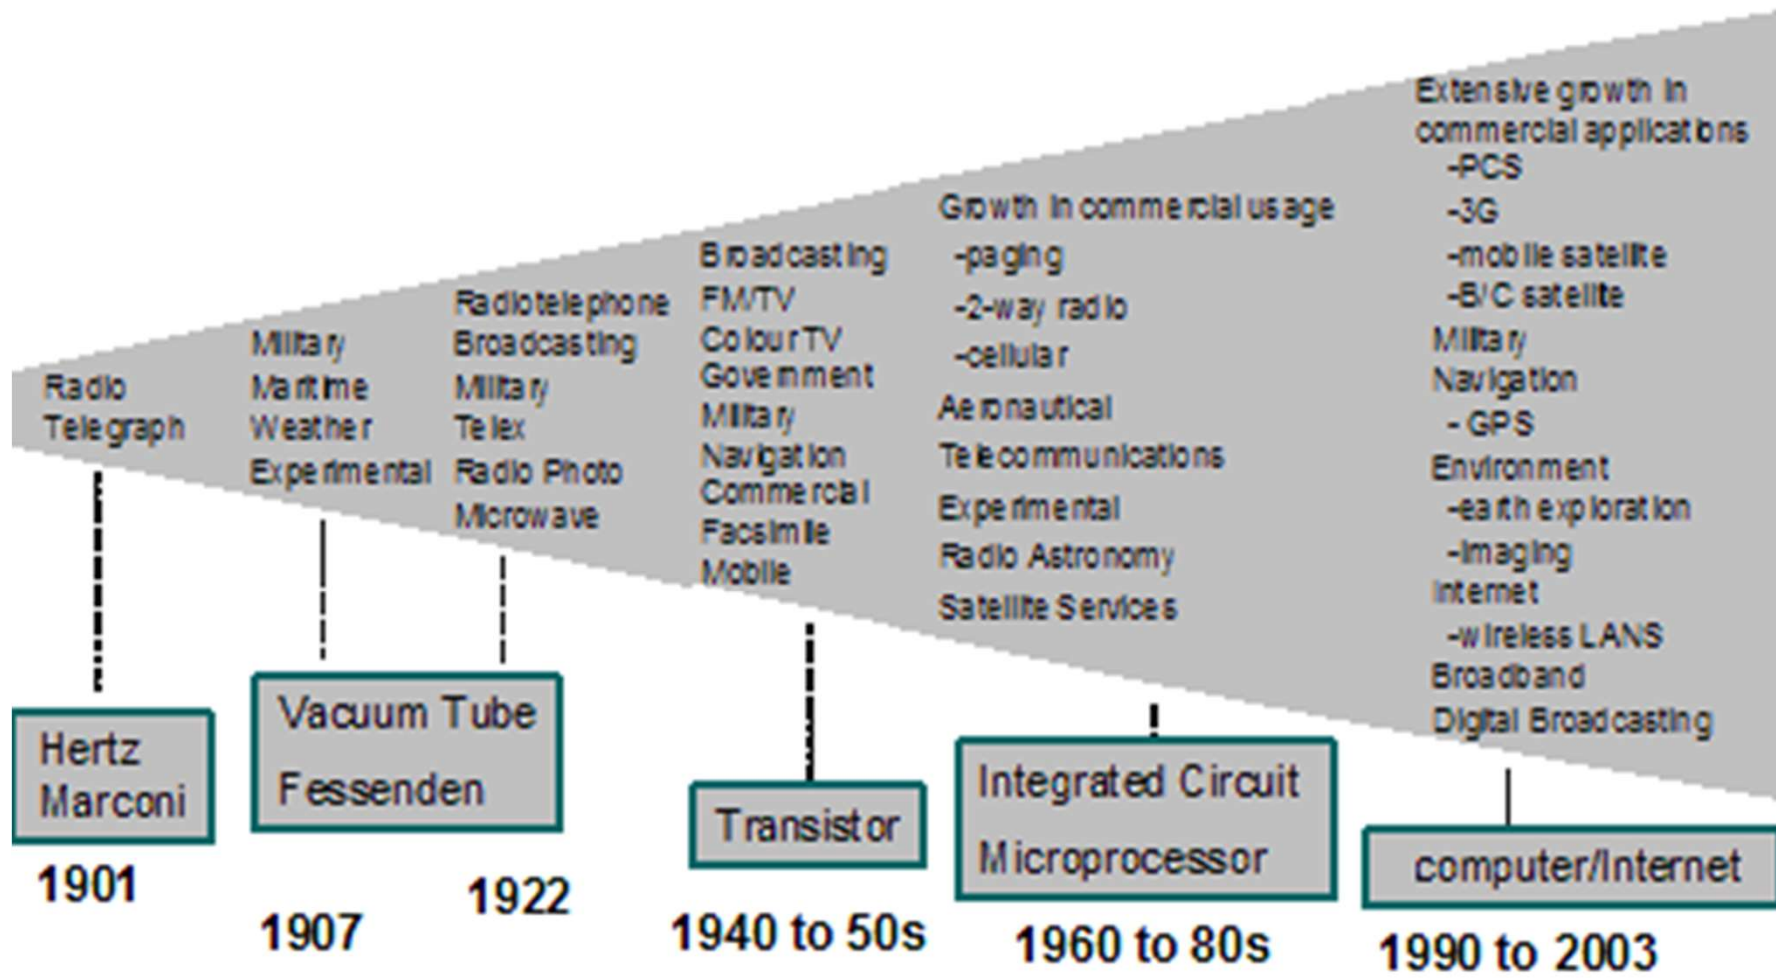 Radio
Telegraph
Military
Maritime
Weather
Experimental
Radiotelephone
Broadcasting
Military
Telex
Radio Photo
Microwave
Broadcasting
FM/TV
Colour TV
Government
Military
Navigation
Commercial
Facsimile
Mobile
Growth in commercial usage
-paging
-2-way radio
-cellular
Aeronautical
Telecommunications
Experimental
Radio Astronomy
Satellite Services
Extensive growth in
commercial applications
-PCS
-3G
-mobile satellite
-B/C satellite
Military
Navigation
- GPS
Environment
-earth exploration
-imaging
Internet
-wireless LANS
Broadband
Digital Broadcasting
Hertz
Marconi
1901
Vacuum Tube
Fessenden
1907
1922
Transistor
1940 to 50s
Integrated Circuit
Microprocessor
1960 to 80s
computer/Internet
1990 to 2003